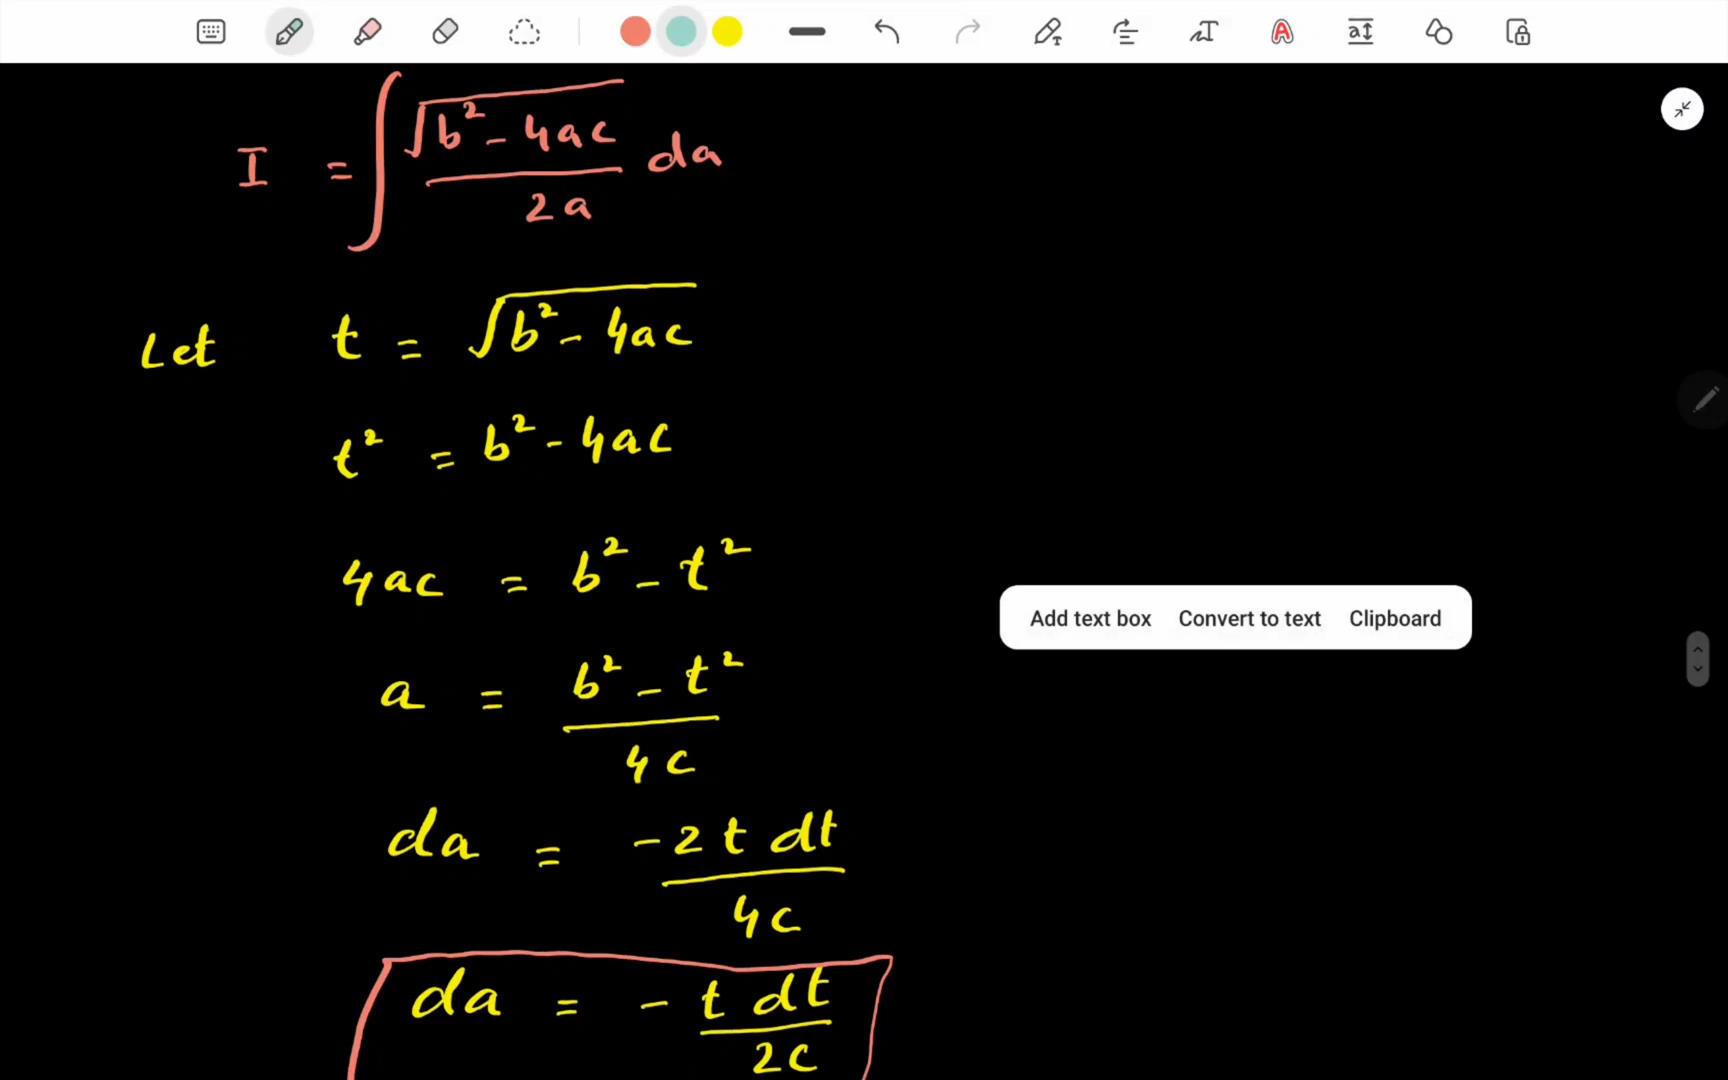 I = ∫ √(b² - 4ac) / 2a da
Let t = √(b² - 4ac)
t² = b² - 4ac
4ac = b² - t²
Add text box Convert to text Clipboard
a = (b² - t²) / 4c
da = -2t dt / 4c
da = - t dt / 2c